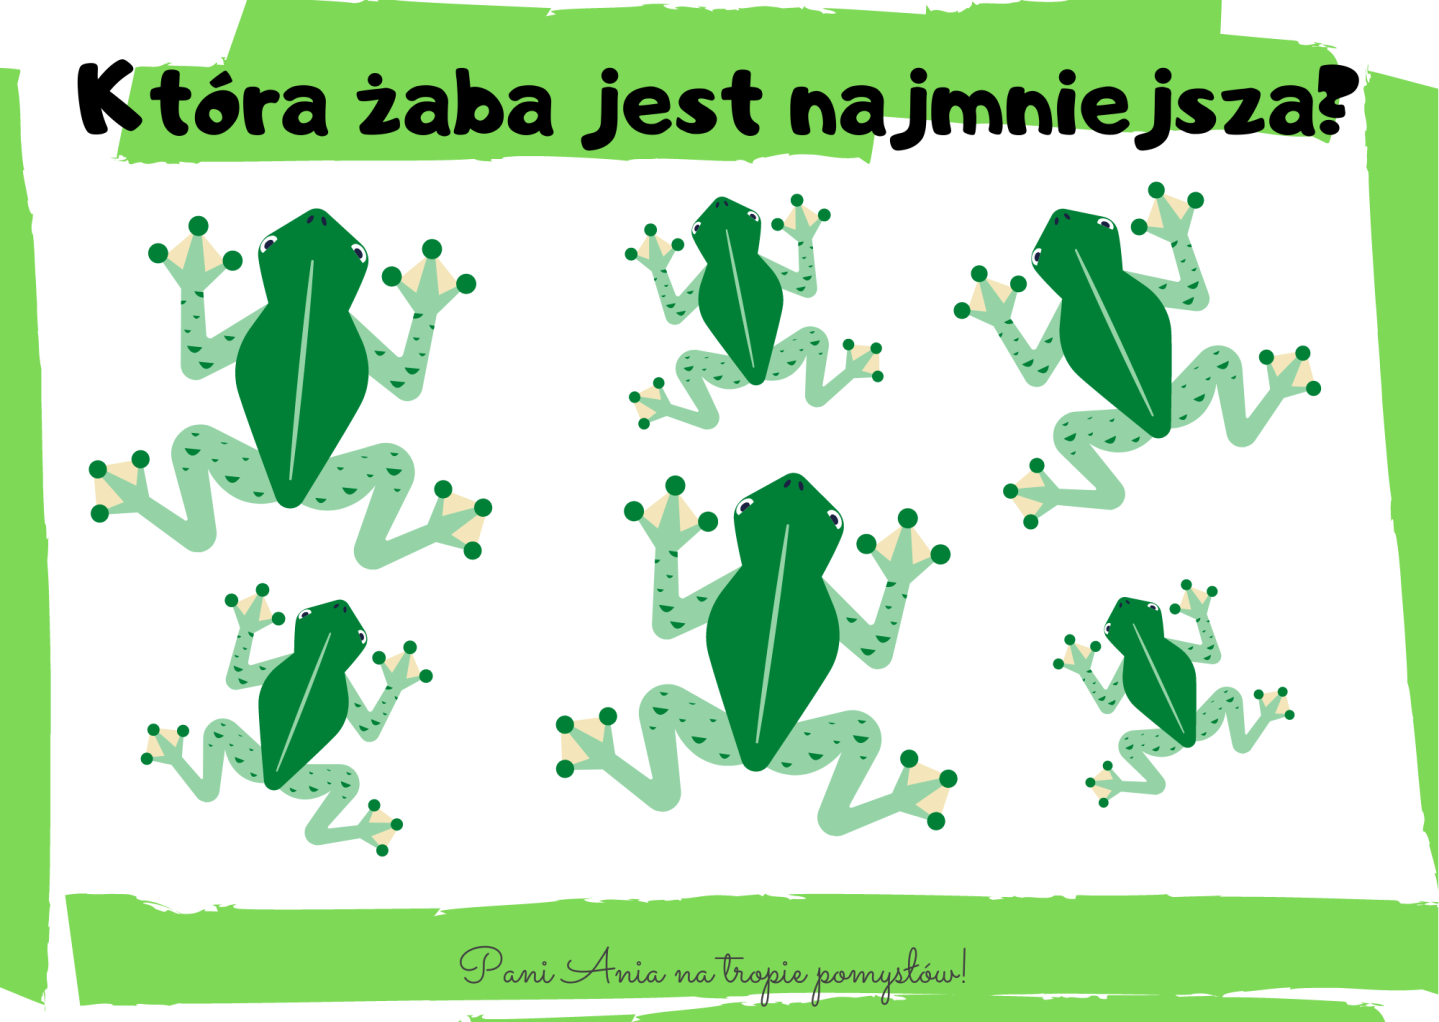 Która żaba jest najmniejsza?
Pani Ania na tropie pomysłów!